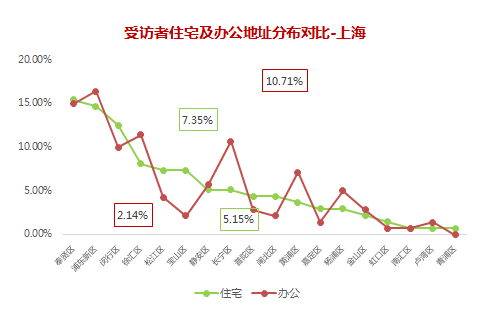 受访者住宅及办公地址分布对比-上海
20.00%
15.00%
10.00%
5.00%
0.00%
10.71%
7.35%
2.14%
5.15%
奉贤区
浦东新区
闵行区
徐汇区
松江区
宝山区
静安区
长宁区
普陀区
闸北区
黄浦区
嘉定区
杨浦区
金山区
虹口区
南汇区
卢湾区
青浦区
住宅
办公